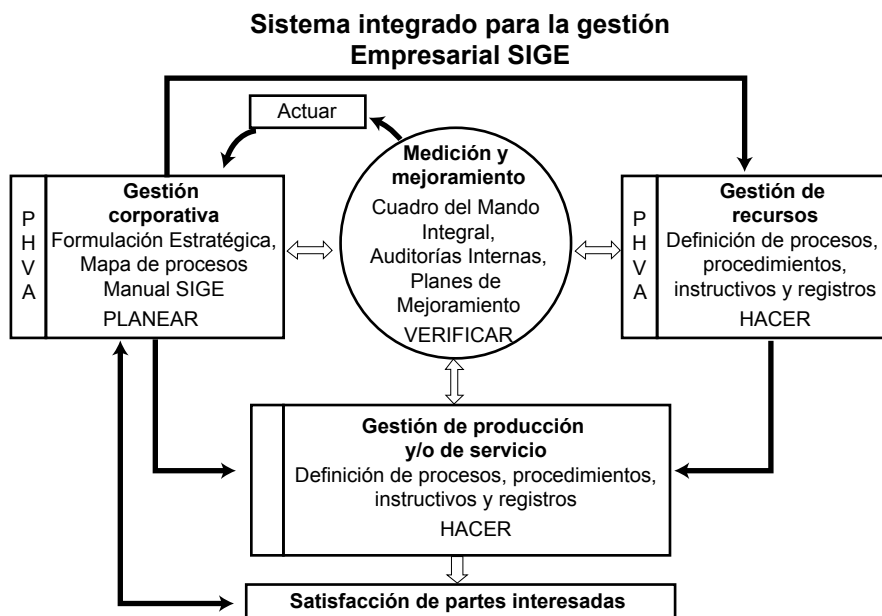 Sistema integrado para la gestión
Empresarial SIGE
Actuar
P
H
V
A
Gestión
corporativa
Formulación Estratégica,
Mapa de procesos
Manual SIGE
PLANEAR
Medición y
mejoramiento
Cuadro del Mando
Integral,
Auditorías Internas,
Planes de
Mejoramiento
VERIFICAR
P
H
V
A
Gestión de
recursos
Definición de procesos,
procedimientos,
instructivos y registros
HACER
Gestión de producción
y/o de servicio
Definición de procesos, procedimientos,
instructivos y registros
HACER
Satisfacción de partes interesadas